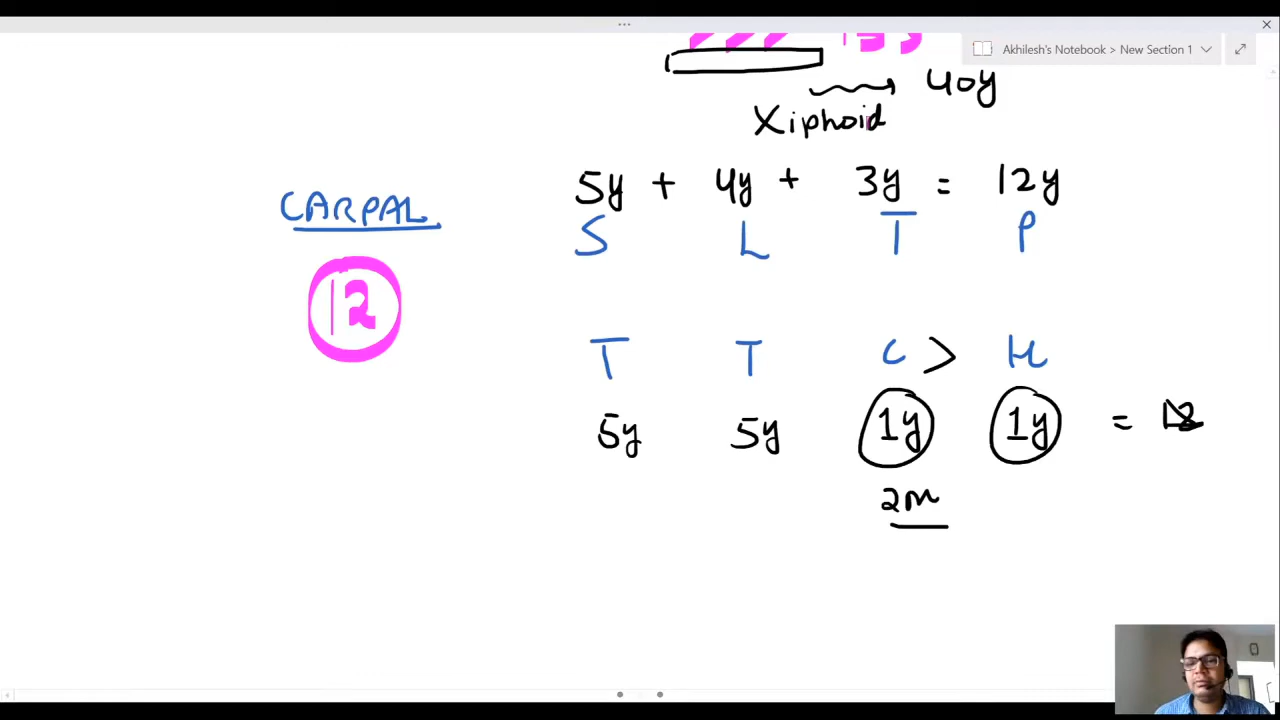 Akhilesh's Notebook > New Section 1
40y
Xiphoid
5y + 4y + 3y = 12y
CARPAL
S L T P
12
T T C > H
5y 5y 1y 1y =
2m